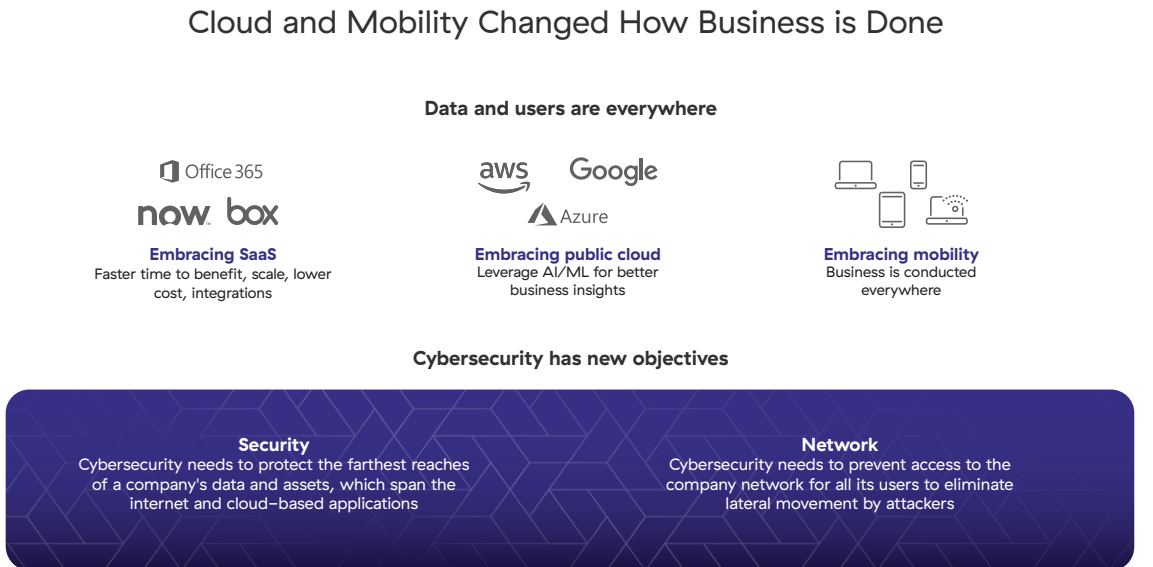 Cloud and Mobility Changed How Business is Done
Data and users are everywhere
Office 365
now™ box
Embracing SaaS
Faster time to benefit, scale, lower
cost, integrations
aws Google
Azure
Embracing public cloud
Leverage AI/ML for better
business insights
Embracing mobility
Business is conducted
everywhere
Cybersecurity has new objectives
Security
Cybersecurity needs to protect the farthest reaches
of a company's data and assets, which span the
internet and cloud-based applications
Network
Cybersecurity needs to prevent access to the
company network for all its users to eliminate
lateral movement by attackers